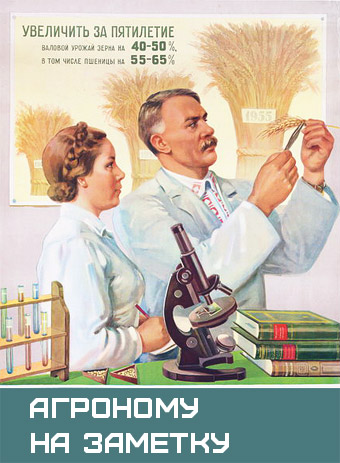 УВЕЛИЧИТЬ ЗА ПЯТИЛЕТИЕ
ВАЛОВОЙ УРОЖАЙ ЗЕРНА НА 40-50%,
В ТОМ ЧИСЛЕ ПШЕНИЦЫ НА 55-65%
1955
АГРОНОМУ
НА ЗАМЕТКУ